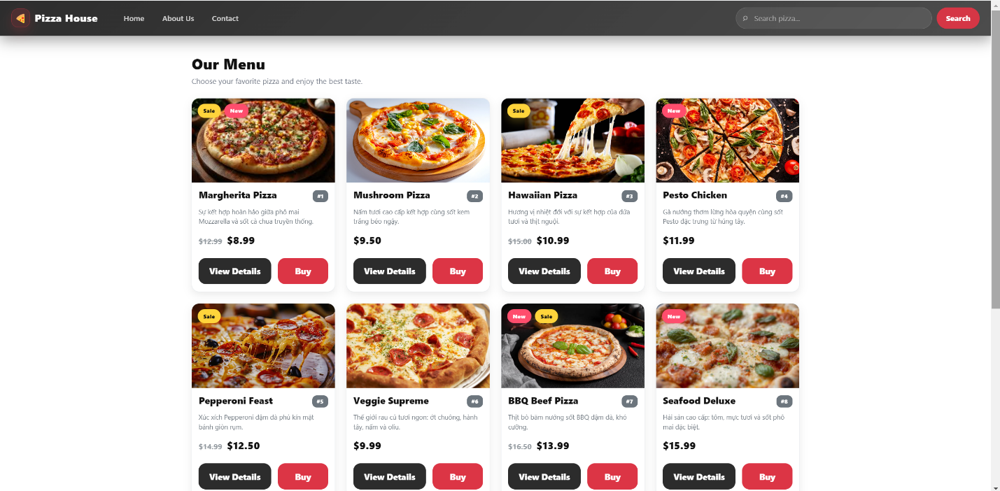 Pizza House
Home
About Us
Contact
Search pizza...
Search
Our Menu
Choose your favorite pizza and enjoy the best taste.
Sale
New
Margherita Pizza
#1
Sự kết hợp hoàn hảo giữa phô mai
Mozzarella và sốt cà chua truyền thống.
$12.99 $8.99
View Details
Buy
Mushroom Pizza
#2
Nấm tươi cao cấp kết hợp cùng sốt kem
trắng béo ngậy.
$9.50
View Details
Buy
Sale
Hawaiian Pizza
#3
Hương vị nhiệt đới với sự kết hợp của dứa
tươi và thịt nguội.
$15.00 $10.99
View Details
Buy
New
Pesto Chicken
#4
Gà nướng thơm lừng hòa quyện cùng sốt
Pesto đặc trưng từ húng tây.
$11.99
View Details
Buy
Sale
Pepperoni Feast
#5
Xúc xích Pepperoni đậm đà phủ kín mặt
bánh giòn rụm.
$14.99 $12.50
View Details
Buy
Veggie Supreme
#6
Thế giới rau củ tươi ngon: ớt chuông, hành
tây, nấm và oliu.
$9.99
View Details
Buy
New
Sale
BBQ Beef Pizza
#7
Thịt bò băm nướng sốt BBQ đậm đà, khó
cưỡng.
$16.50 $13.99
View Details
Buy
New
Seafood Deluxe
#8
Hải sản cao cấp: tôm, mực tươi và sốt phô
mai đặc biệt.
$15.99
View Details
Buy